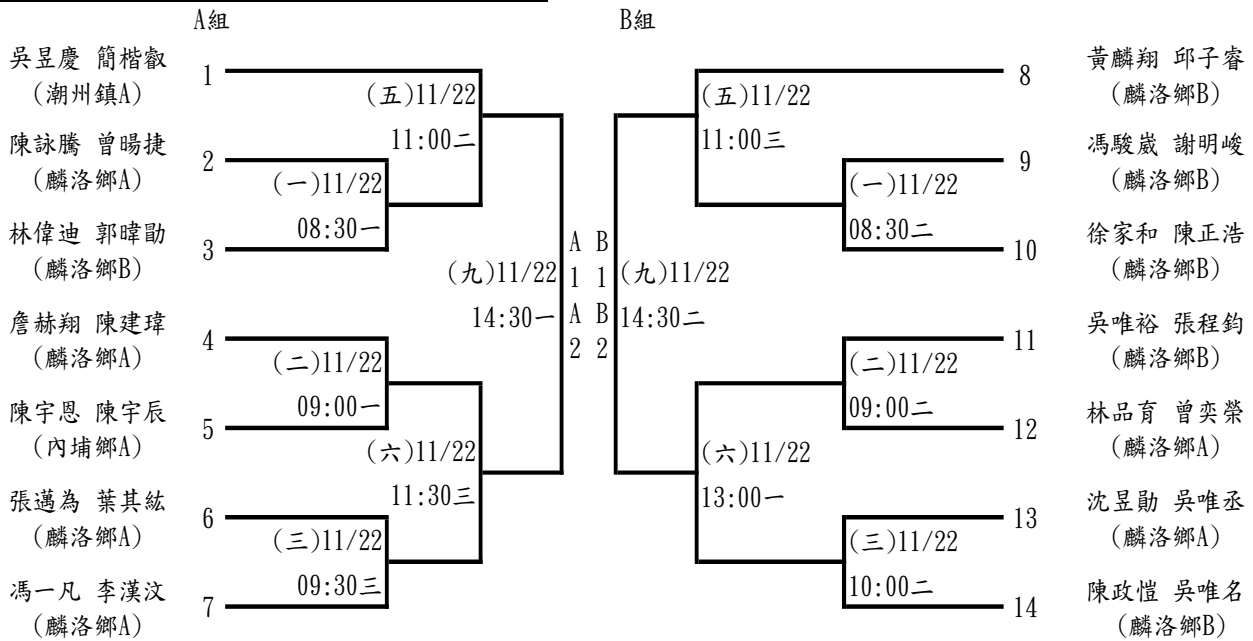 A組
B組
吳昱慶 簡楷叡
(潮州鎮A)
1
(五)11/22
11:00二
陳詠騰 曾暘捷
(麟洛鄉A)
2
(一)11/22
08:30一
林偉迪 郭暐勛
(麟洛鄉B)
3
(九)11/22
14:30一
詹赫翔 陳建瑋
(麟洛鄉A)
4
(二)11/22
09:00一
陳宇恩 陳宇辰
(內埔鄉A)
5
(六)11/22
11:30三
張邁為 葉其紘
(麟洛鄉A)
6
(三)11/22
09:30三
馮一凡 李漢汶
(麟洛鄉A)
7
A B
1 1
A B
2 2
8
黃麟翔 邱子睿
(麟洛鄉B)
(五)11/22
11:00三
9
馮駿崴 謝明峻
(麟洛鄉B)
(一)11/22
08:30二
10
徐家和 陳正浩
(麟洛鄉B)
(九)11/22
14:30二
11
吳唯裕 張程鈞
(麟洛鄉B)
(二)11/22
09:00二
12
林品育 曾奕榮
(麟洛鄉A)
(六)11/22
13:00一
13
沈昱勛 吳唯丞
(麟洛鄉A)
(三)11/22
10:00二
14
陳政愷 吳唯名
(麟洛鄉B)